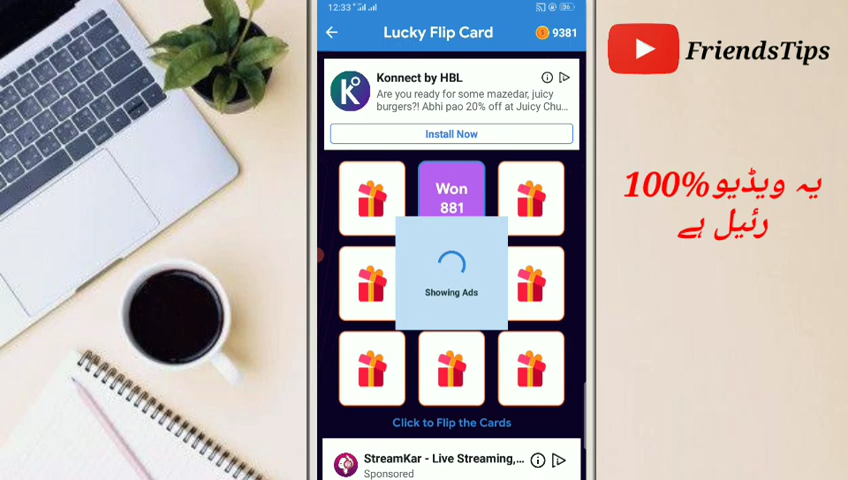 12:33
Lucky Flip Card
9381
Konnect by HBL
Are you ready for some mazedar, juicy
burgers?! Abhi pao 20% off at Juicy Chu...
Install Now
Won
881
Showing Ads
Click to Flip the Cards
StreamKar - Live Streaming,...
Sponsored
FriendsTips
یہ ویڈیو 100%
رئیل ہے